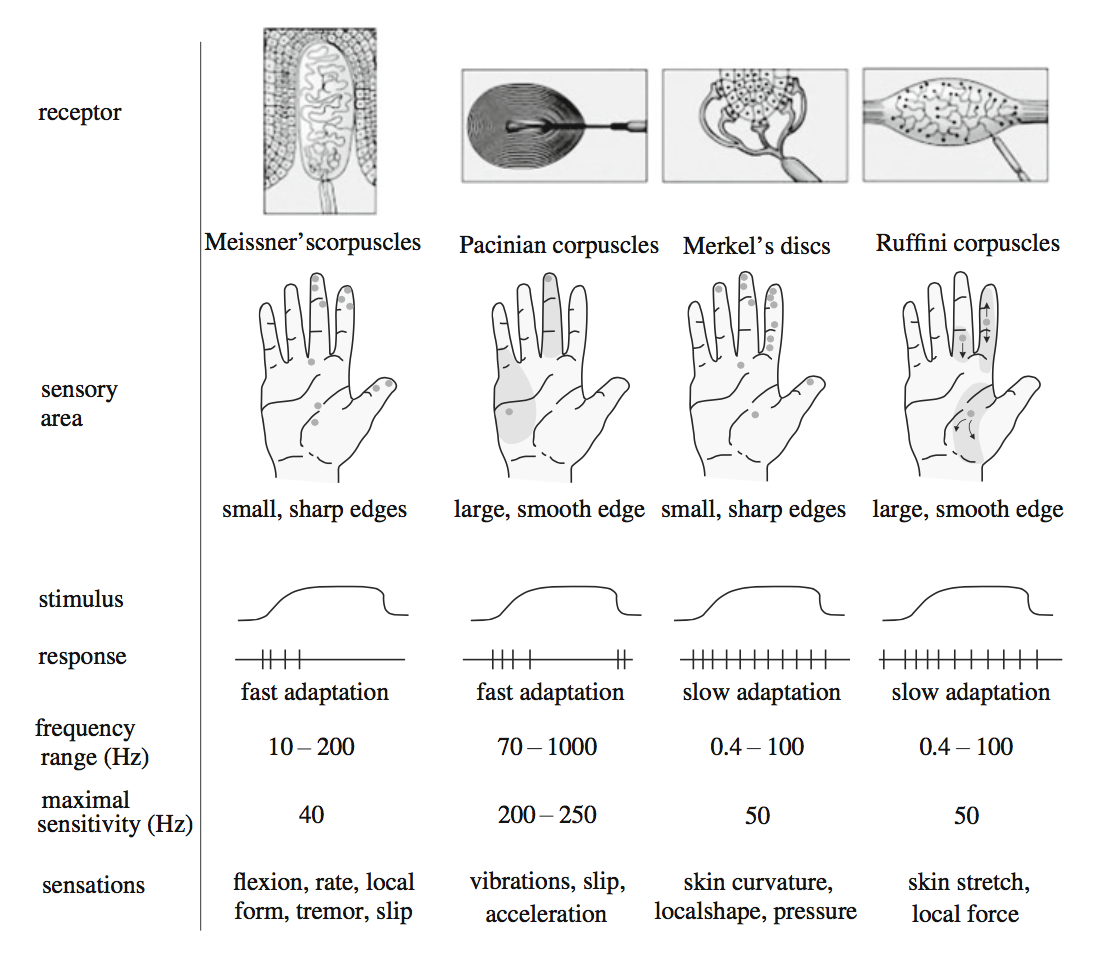 receptor
Meissner’scorpuscles
Pacinian corpuscles
Merkel’s discs
Ruffini corpuscles
sensory
area
small, sharp edges
large, smooth edge
small, sharp edges
large, smooth edge
stimulus
response
fast adaptation
fast adaptation
slow adaptation
slow adaptation
frequency
range (Hz)
10 – 200
70 – 1000
0.4 – 100
0.4 – 100
maximal
sensitivity (Hz)
40
200 – 250
50
50
sensations
flexion, rate, local
form, tremor, slip
vibrations, slip,
acceleration
skin curvature,
localshape, pressure
skin stretch,
local force